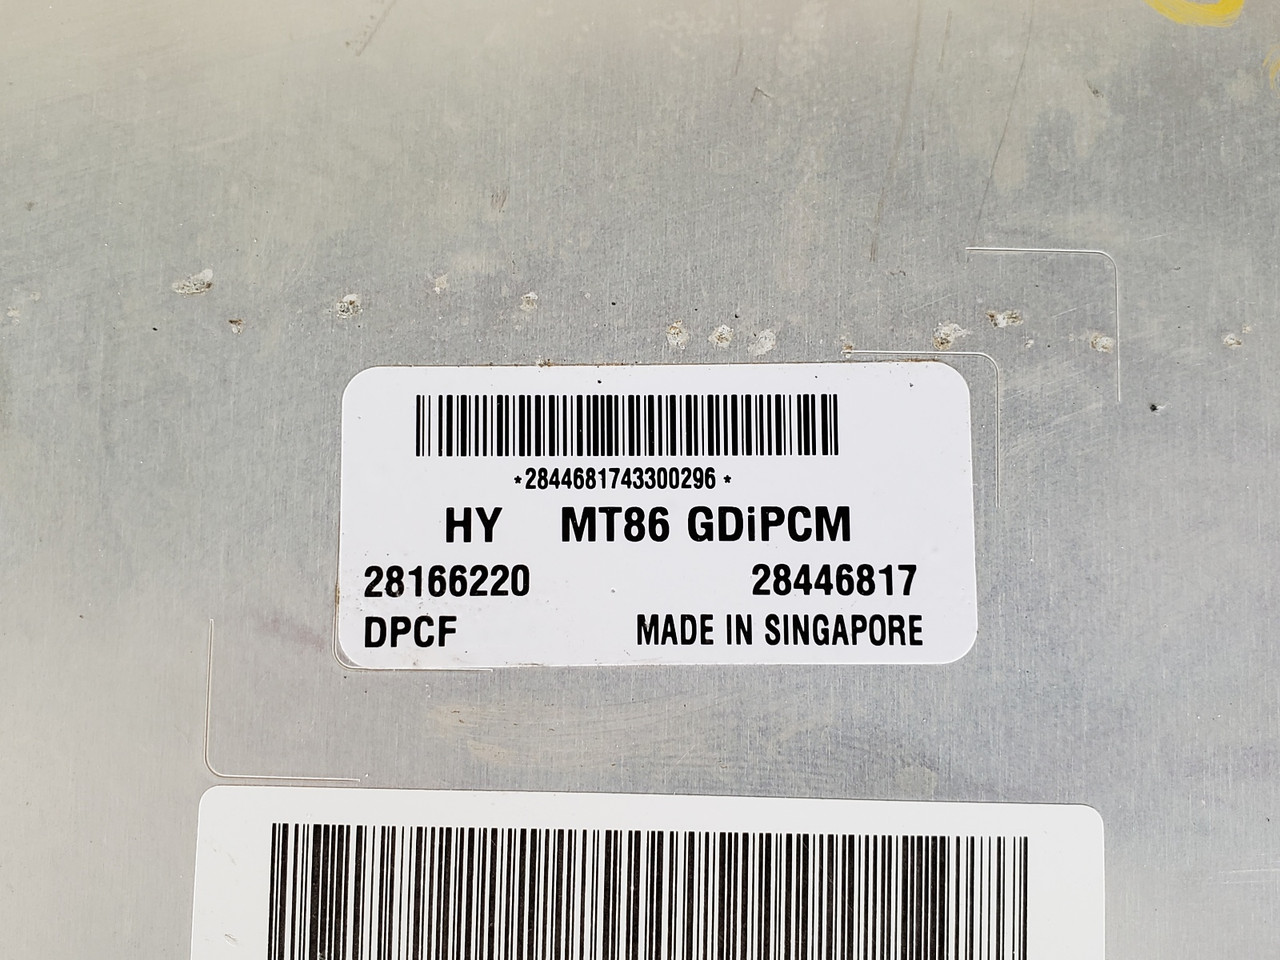 *2844681743300296*
HY MT86 GDiPCM
28166220 28446817
DPCF MADE IN SINGAPORE